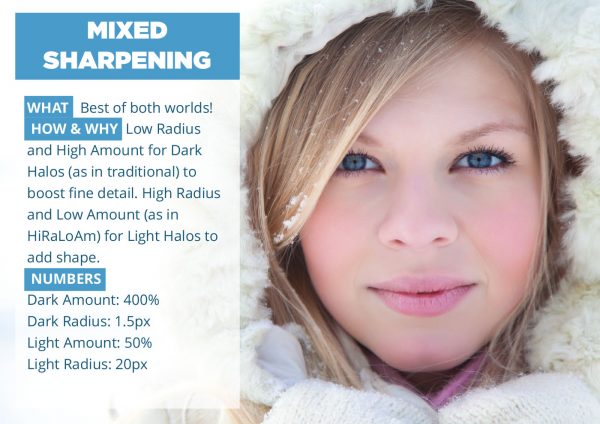 MIXED
SHARPENING
WHAT Best of both worlds!
HOW & WHY Low Radius
and High Amount for Dark
Halos (as in traditional) to
boost fine detail. High Radius
and Low Amount (as in
HiRaLoAm) for Light Halos to
add shape.
NUMBERS
Dark Amount: 400%
Dark Radius: 1.5px
Light Amount: 50%
Light Radius: 20px